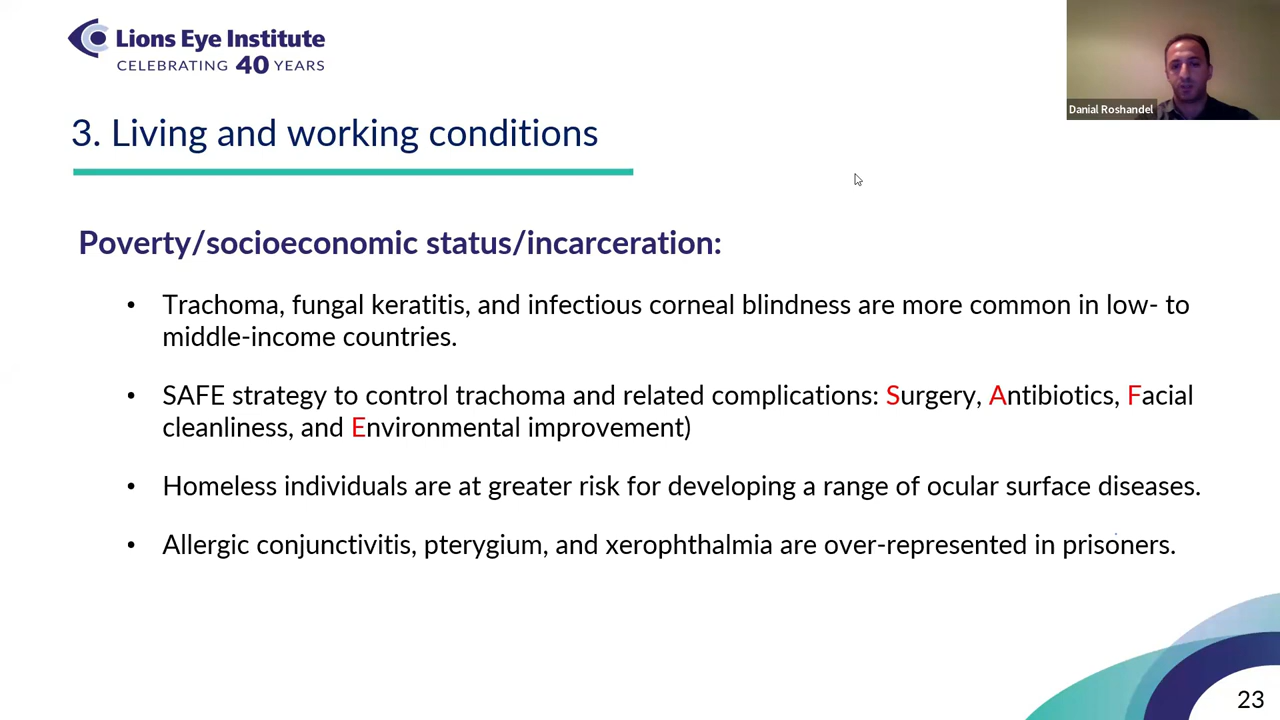 Lions Eye Institute
CELEBRATING 40 YEARS
Danial Roshandel
3. Living and working conditions
Poverty/socioeconomic status/incarceration:
• Trachoma, fungal keratitis, and infectious corneal blindness are more common in low- to
middle-income countries.
• SAFE strategy to control trachoma and related complications: Surgery, Antibiotics, Facial
cleanliness, and Environmental improvement)
• Homeless individuals are at greater risk for developing a range of ocular surface diseases.
• Allergic conjunctivitis, pterygium, and xerophthalmia are over-represented in prisoners.
23